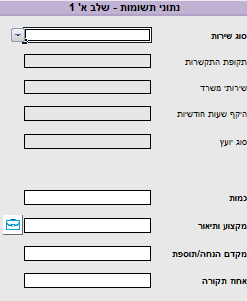 נתוני תשומות - שלב א' 1
סוג שירות
תקופת התקשרות
שירותי משרד
היקף שעות חודשיות
סוג יועץ
כמות
מקצוע ותיאור
מקדם הנחה/תוספת
אחוז תקורה